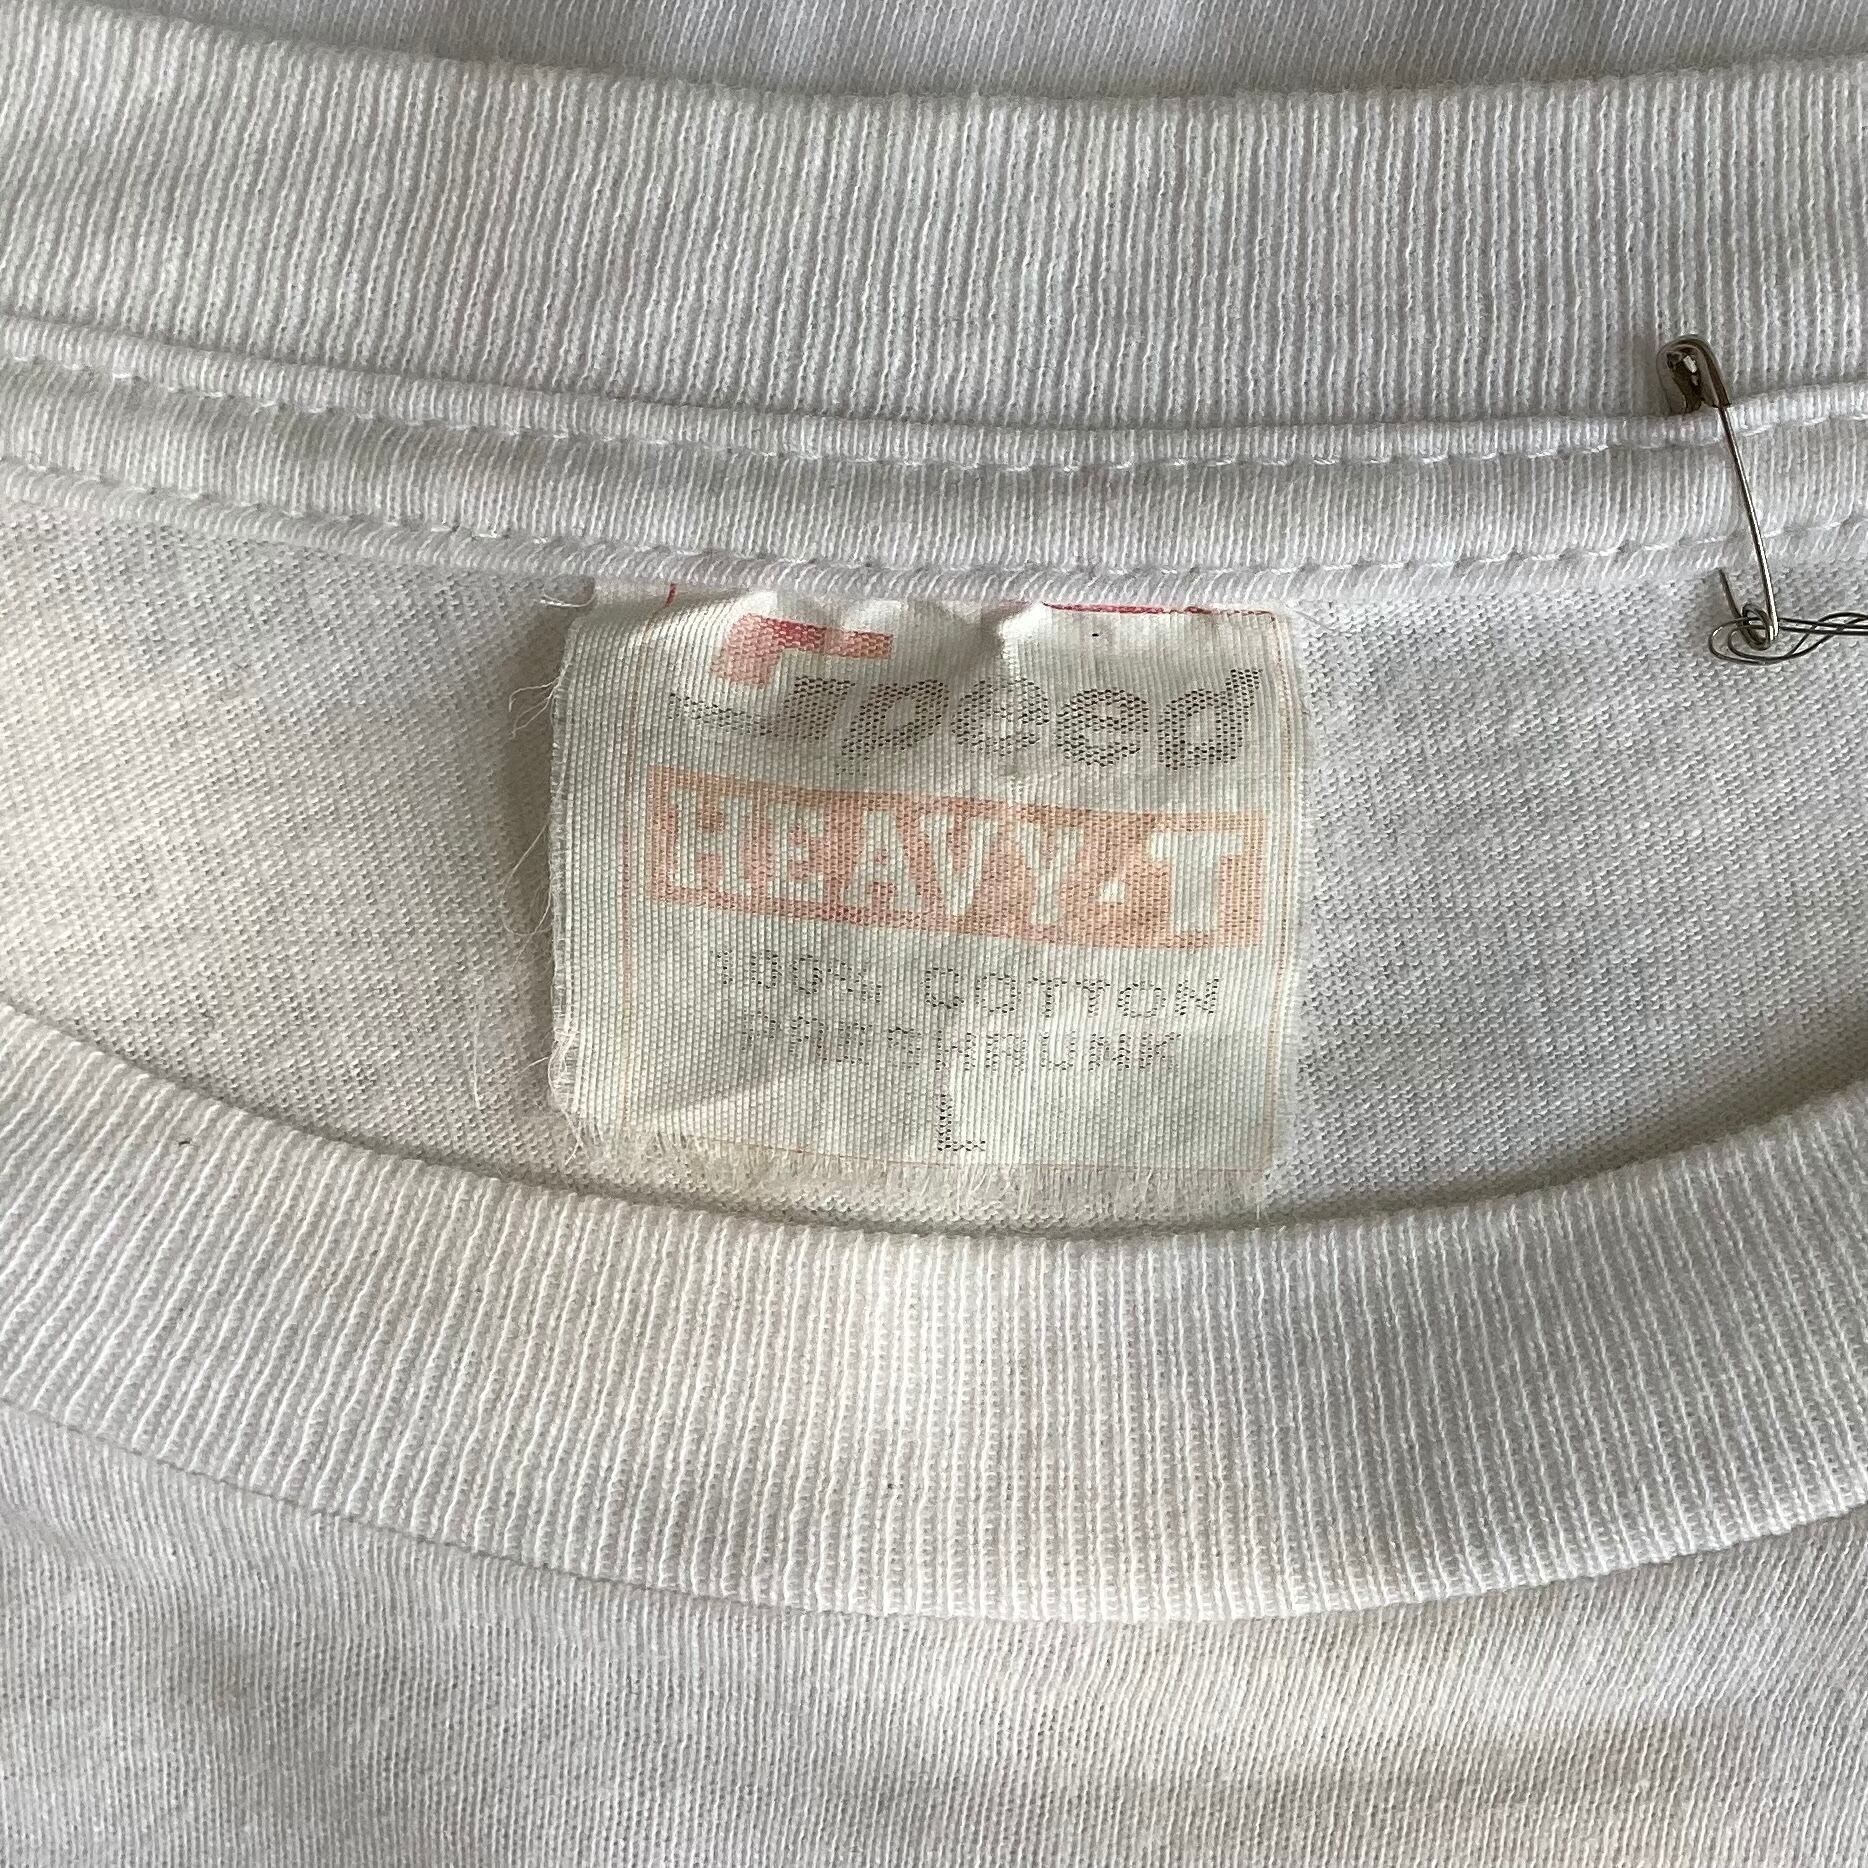 Speed
HEAVY-T
100% COTTON
PRESHRUNK
L